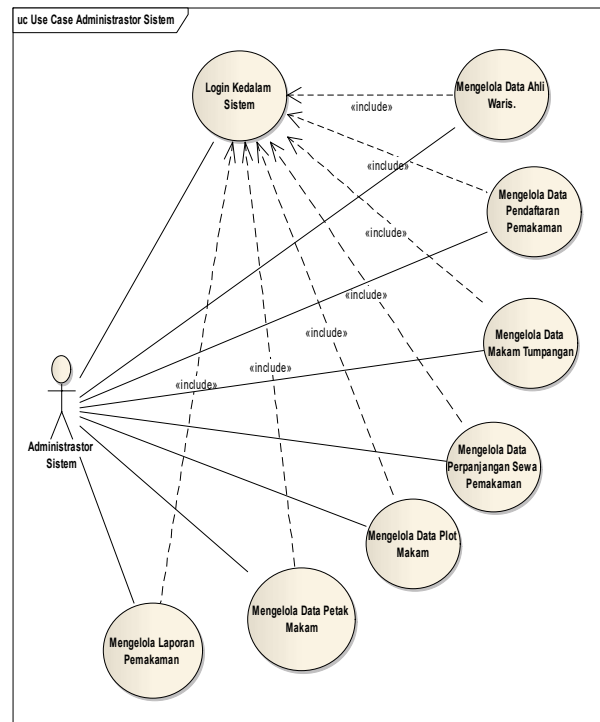 uc Use Case Administrastor Sistem
Login Kedalam
Sistem
Mengelola Data Ahli
Waris.
«include»
«include»
Mengelola Data
Pendaftaran
Pemakaman
«include»
«include»
Mengelola Data
Makam Tumpangan
«include»
«include»
Administrastor
Sistem
Mengelola Data
Perpanjangan Sewa
Pemakaman
Mengelola Data Plot
Makam
Mengelola Data Petak
Makam
Mengelola Laporan
Pemakaman